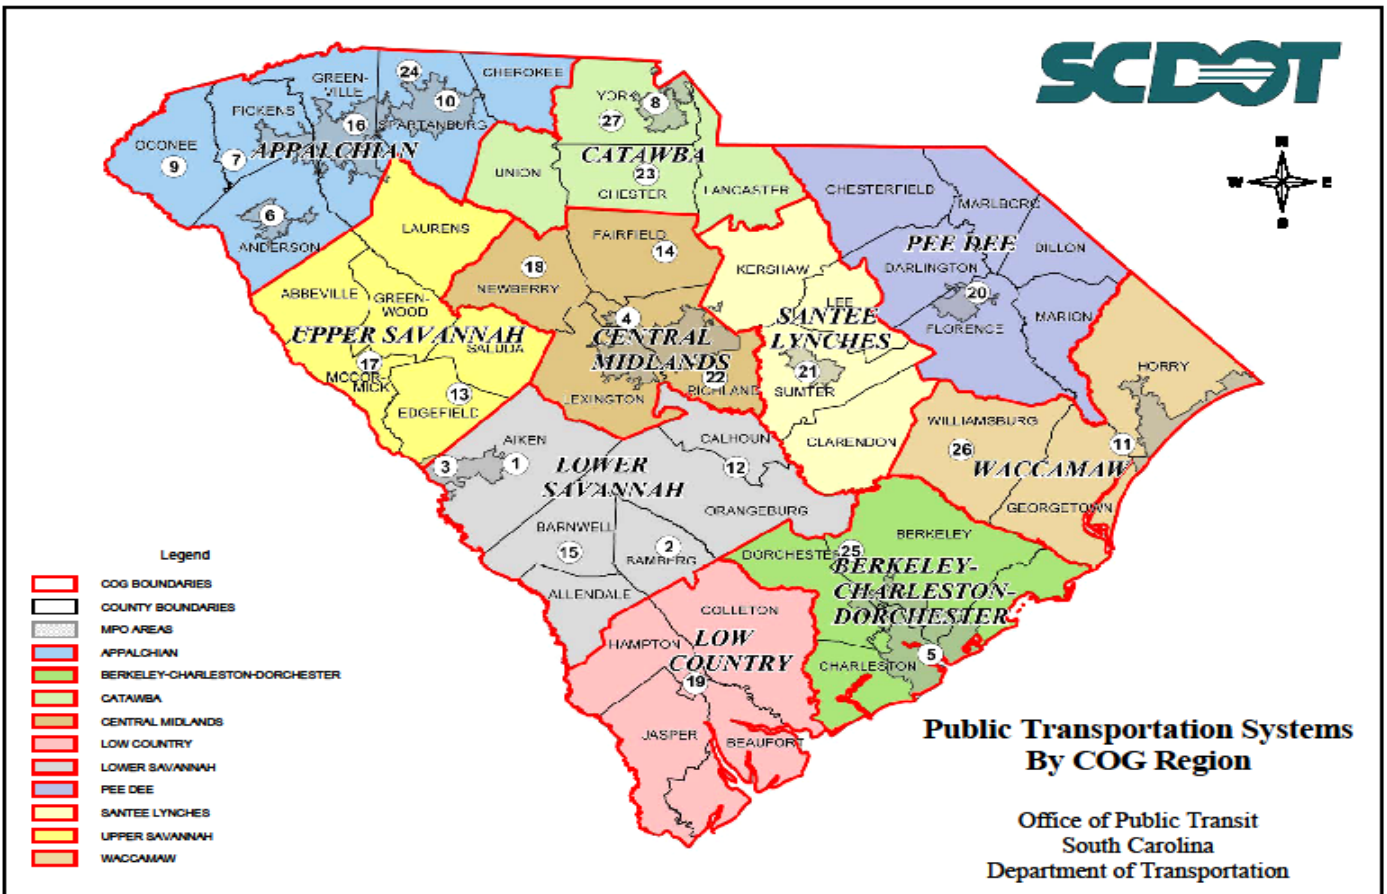 SCDOT
N
W E
S
24
CHEROKEE
GREEN-
VILLE
10
YORK
8
PICKENS
16
SPARTANBURG
27
OCONEE
9
7
APPALCHIAN
CATAWBA
UNION
23
CHESTER
LANCASTER
CHESTERFIELD
MARLBORO
6
ANDERSON
LAURENS
FAIRFIELD
14
PEE DEE
DILLON
18
NEWBERRY
KERSHAW
DARLINGTON
20
ABBEVILLE
GREEN-
WOOD
LEE
4
SANTEE
LYNCHES
FLORENCE
MARION
UPPER SAVANNAH
SALUDA
CENTRAL
MIDLANDS
17
MCCOR-
MICK
22
RICHLAND
21
SUMTER
HORRY
13
EDGEFIELD
LEXINGTON
WILLIAMSBURG
AIKEN
CALHOUN
CLARENDON
26
11
3
1
LOWER
SAVANNAH
12
WACCAMAW
ORANGEBURG
GEORGETOWN
BARNWELL
15
2
BAMBERG
DORCHESTER
25
BERKELEY
BERKELEY-
CHARLESTON-
DORCHESTER
ALLENDALE
COLLETON
HAMPTON
LOW
COUNTRY
19
CHARLESTON
5
JASPER
BEAUFORT
Legend
COG BOUNDARIES
COUNTY BOUNDARIES
MPO AREAS
APPALCHIAN
BERKELEY-CHARLESTON-DORCHESTER
CATAWBA
CENTRAL MIDLANDS
LOW COUNTRY
LOWER SAVANNAH
PEE DEE
SANTEE LYNCHES
UPPER SAVANNAH
WACCAMAW
Public Transportation Systems
By COG Region
Office of Public Transit
South Carolina
Department of Transportation